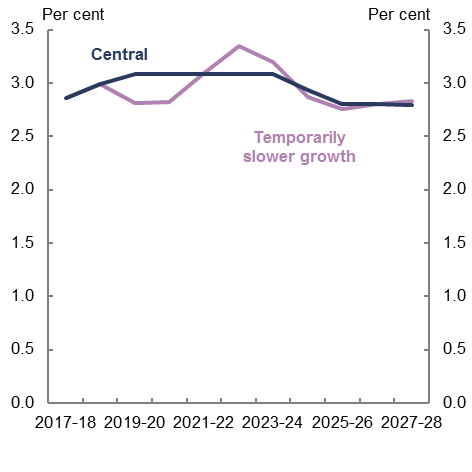 Per cent Per cent
3.5 3.5
Central
3.0 3.0
Temporarily
slower growth
2.5 2.5
2.0 2.0
1.5 1.5
1.0 1.0
0.5 0.5
0.0 0.0
2017-18 2019-20 2021-22 2023-24 2025-26 2027-28